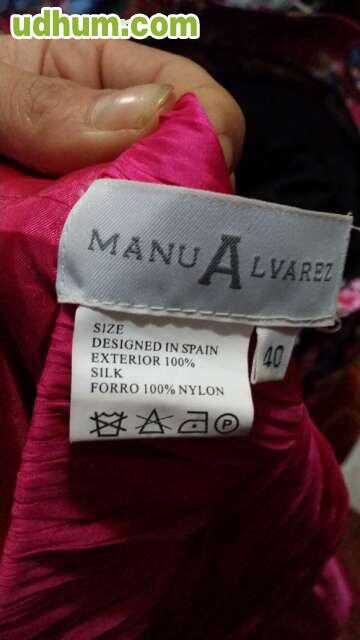 udhum.com
MANU ALVAREZ
SIZE
40
DESIGNED IN SPAIN
EXTERIOR 100%
SILK
FORRO 100% NYLON
P